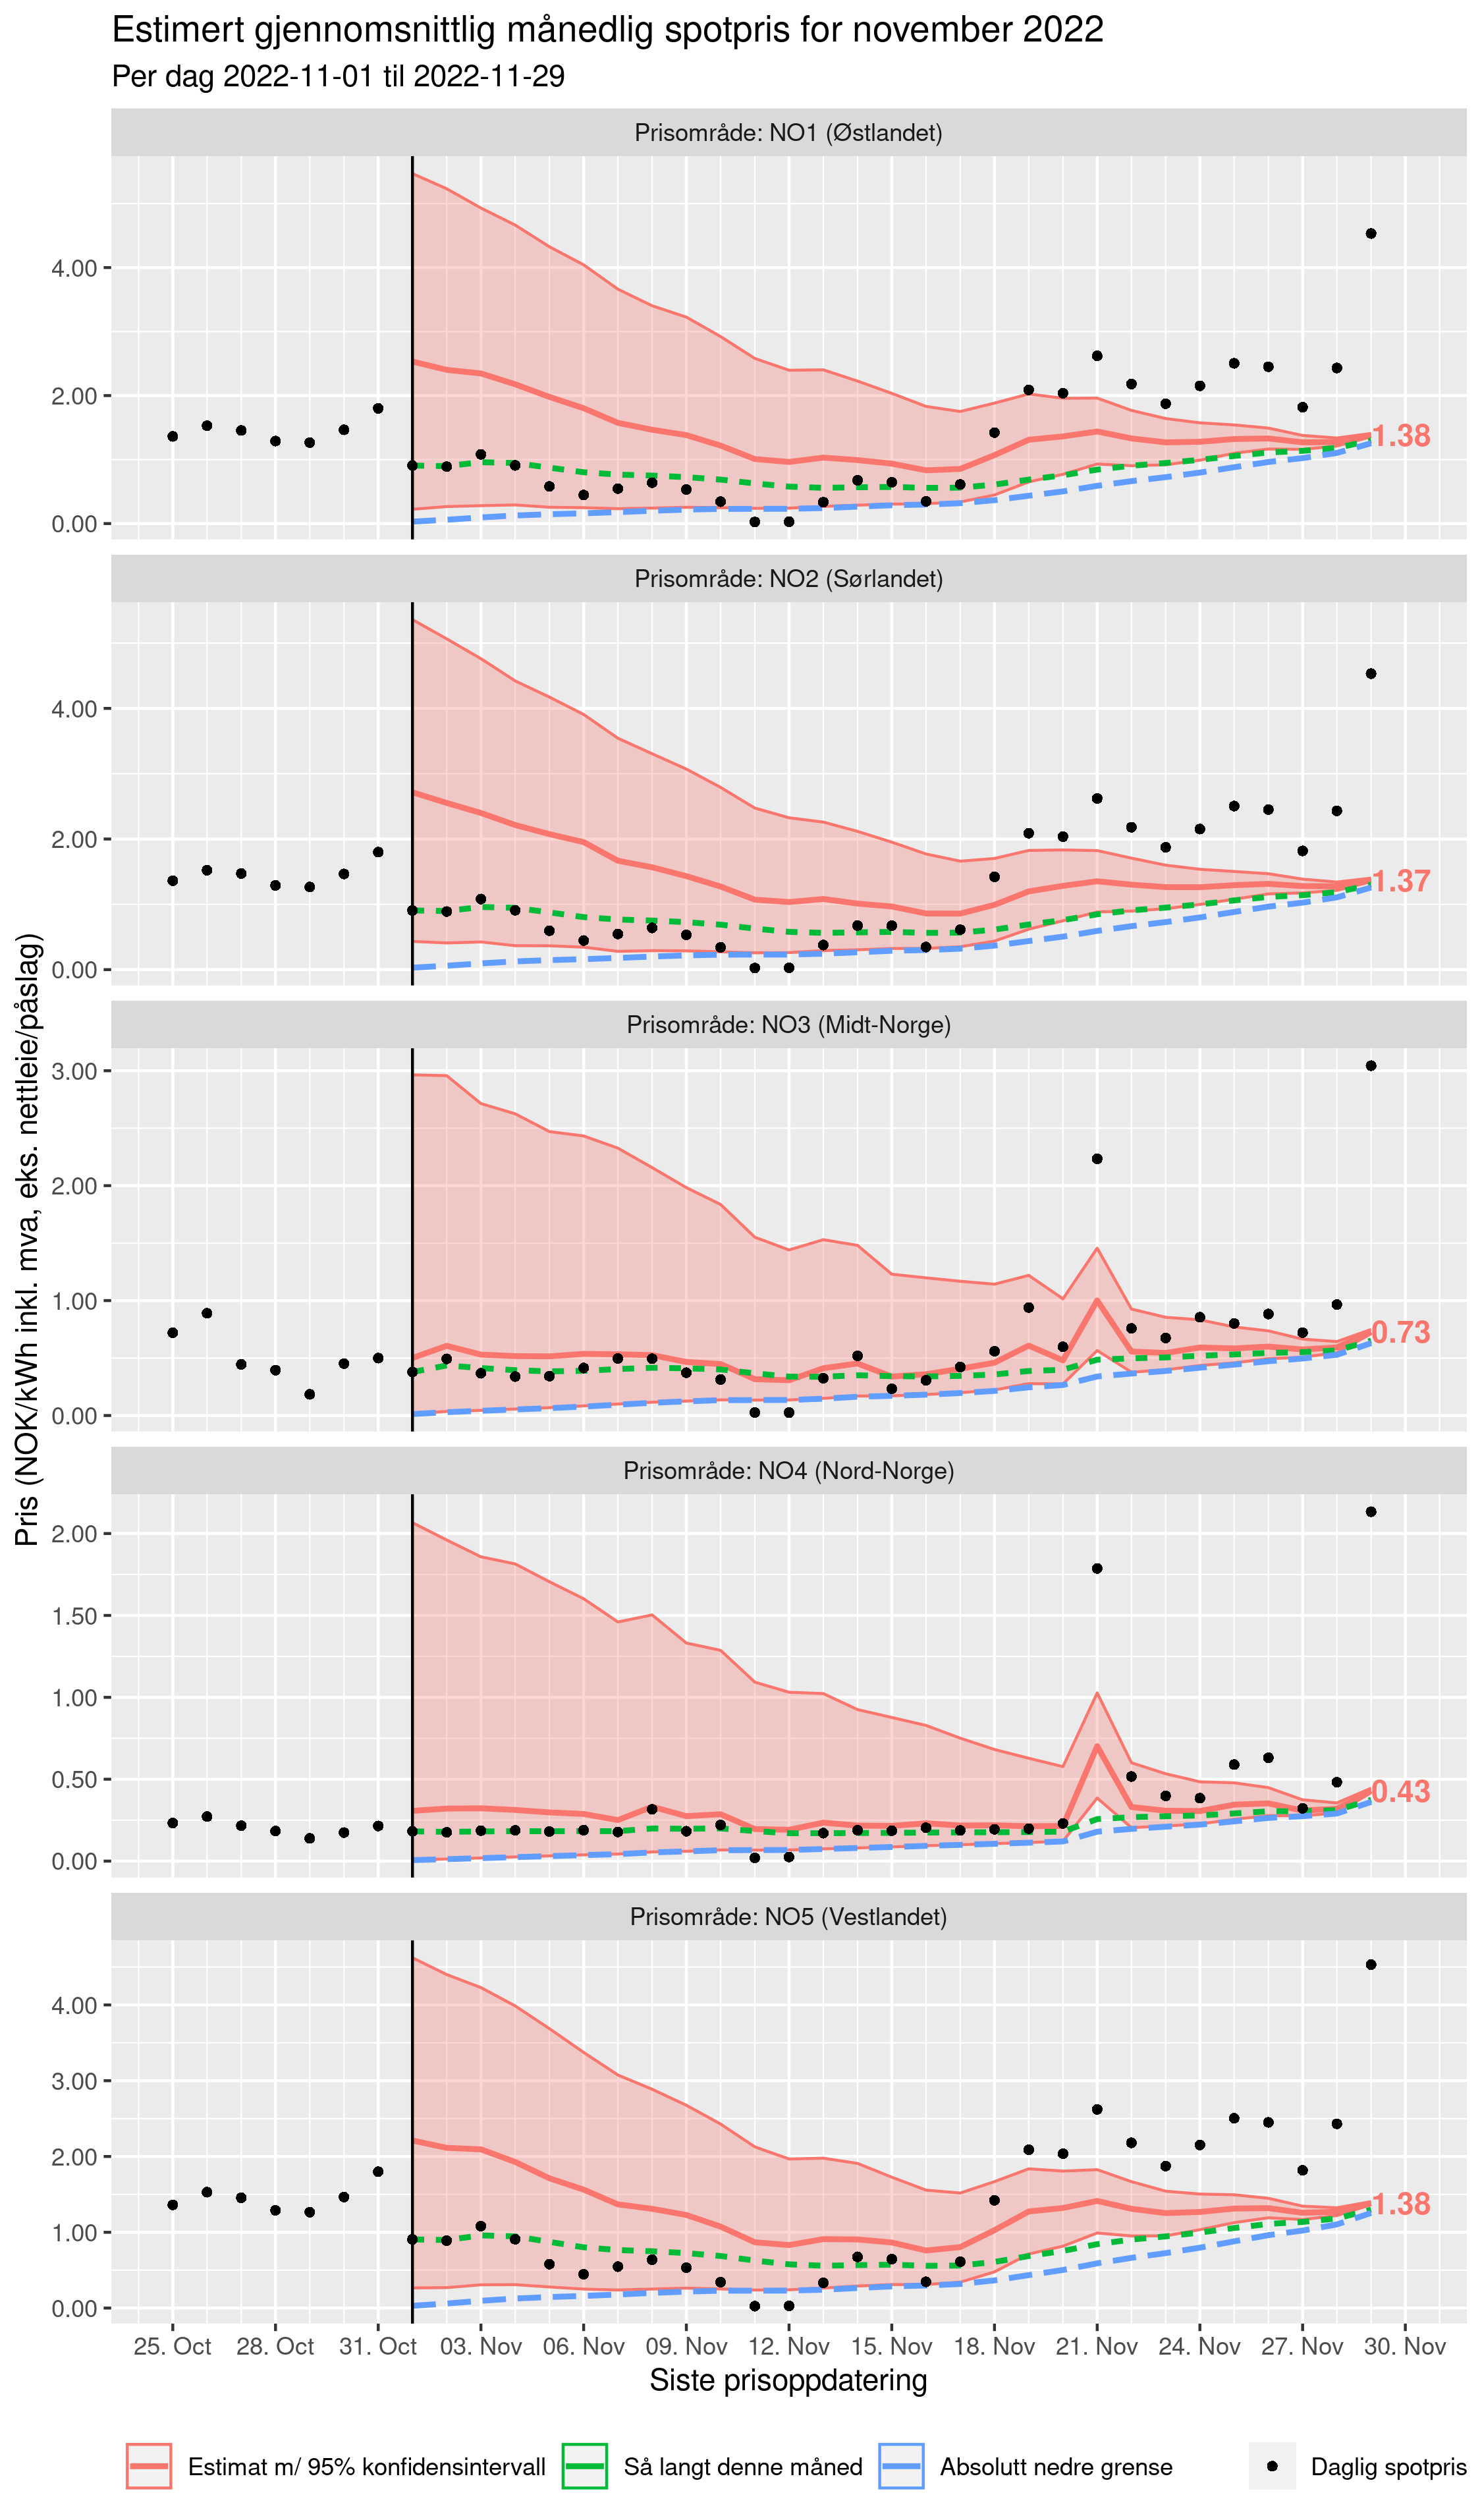 Estimert gjennomsnittlig månedlig spotpris for november 2022
Per dag 2022-11-01 til 2022-11-29
Pris (NOK/kWh inkl. mva, eks. nettleie/påslag)
Prisområde: NO1 (Østlandet)
4.00
2.00
0.00
1.38
Prisområde: NO2 (Sørlandet)
4.00
2.00
0.00
1.37
Prisområde: NO3 (Midt-Norge)
3.00
2.00
1.00
0.00
0.73
Prisområde: NO4 (Nord-Norge)
2.00
1.50
1.00
0.50
0.00
0.43
Prisområde: NO5 (Vestlandet)
4.00
3.00
2.00
1.00
0.00
1.38
25. Oct 28. Oct 31. Oct 03. Nov 06. Nov 09. Nov 12. Nov 15. Nov 18. Nov 21. Nov 24. Nov 27. Nov 30. Nov
Siste prisoppdatering
Estimat m/ 95% konfidensintervall Så langt denne måned Absolutt nedre grense Daglig spotpris